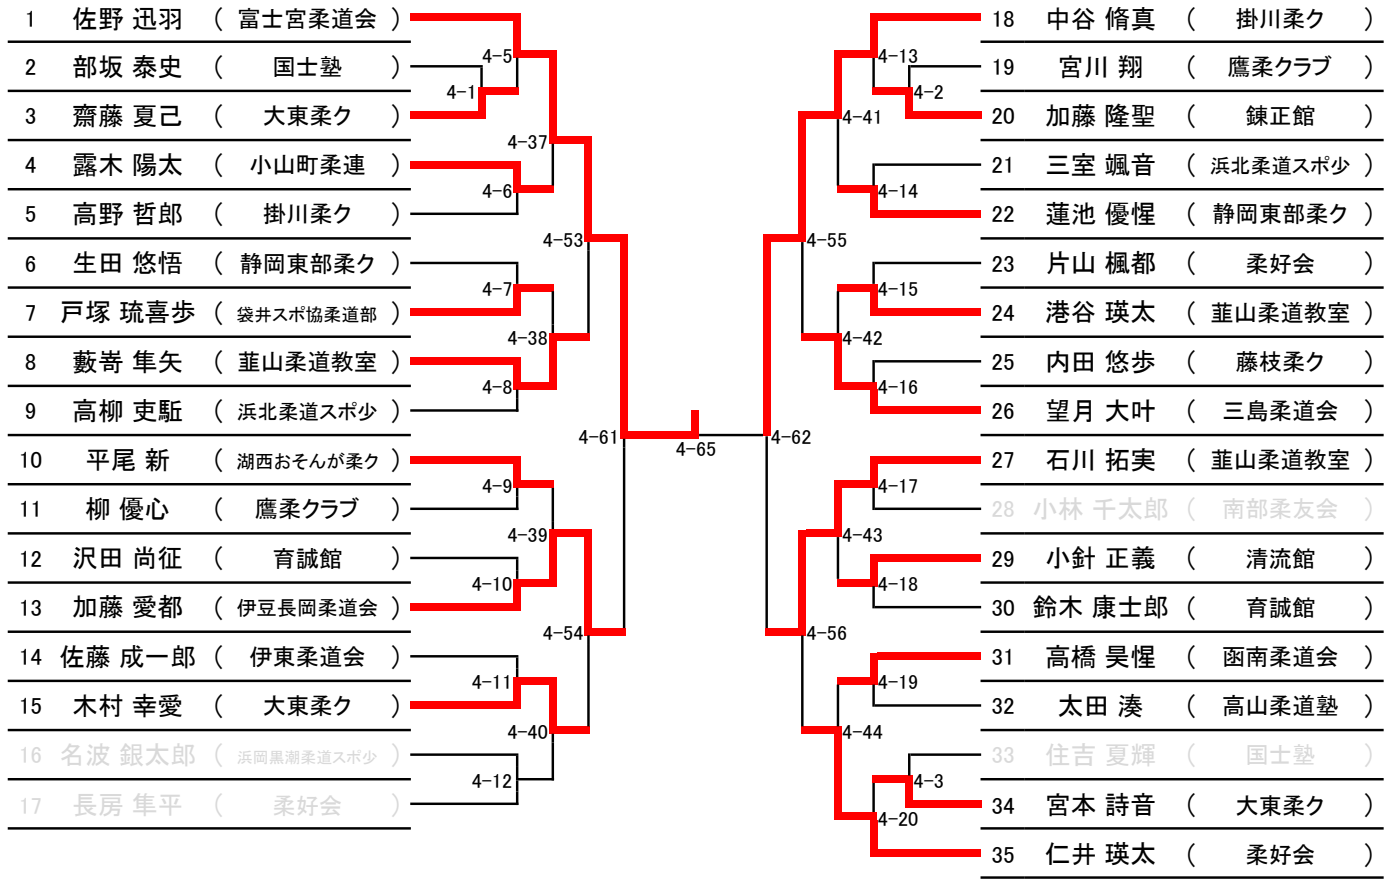 1 佐野 迅羽 （ 富士宮柔道会 ）
2 部坂 泰史 （ 国士塾 ）
3 齋藤 夏己 （ 大東柔ク ）
4 露木 陽太 （ 小山町柔連 ）
5 高野 哲郎 （ 掛川柔ク ）
6 生田 悠悟 （ 静岡東部柔ク ）
7 戸塚 琉喜歩 （ 袋井スポ協柔道部 ）
8 藪嵜 隼矢 （ 韮山柔道教室 ）
9 高柳 吏駈 （ 浜北柔道スポ少 ）
10 平尾 新 （ 湖西おそんが柔ク ）
11 柳 優心 （ 鷹柔クラブ ）
12 沢田 尚征 （ 育誠館 ）
13 加藤 愛都 （ 伊豆長岡柔道会 ）
14 佐藤 成一郎 （ 伊東柔道会 ）
15 木村 幸愛 （ 大東柔ク ）
16 名波 銀太郎 （ 浜岡黒潮柔道スポ少 ）
17 長房 隼平 （ 柔好会 ）
4-5
4-1
4-37
4-6
4-53
4-7
4-38
4-8
4-61
4-9
4-39
4-10
4-54
4-11
4-40
4-12
4-65
4-13
4-2
4-41
4-14
4-55
4-15
4-42
4-16
4-62
4-17
4-43
4-18
4-56
4-19
4-44
4-3
4-20
18 中谷 脩真 （ 掛川柔ク ）
19 宮川 翔 （ 鷹柔クラブ ）
20 加藤 隆聖 （ 錬正館 ）
21 三室 颯音 （ 浜北柔道スポ少 ）
22 蓮池 優惺 （ 静岡東部柔ク ）
23 片山 楓都 （ 柔好会 ）
24 港谷 瑛太 （ 韮山柔道教室 ）
25 内田 悠歩 （ 藤枝柔ク ）
26 望月 大叶 （ 三島柔道会 ）
27 石川 拓実 （ 韮山柔道教室 ）
28 小林 千太郎 （ 南部柔友会 ）
29 小針 正義 （ 清流館 ）
30 鈴木 康士郎 （ 育誠館 ）
31 高橋 昊惺 （ 函南柔道会 ）
32 太田 湊 （ 高山柔道塾 ）
33 住吉 夏輝 （ 国士塾 ）
34 宮本 詩音 （ 大東柔ク ）
35 仁井 瑛太 （ 柔好会 ）